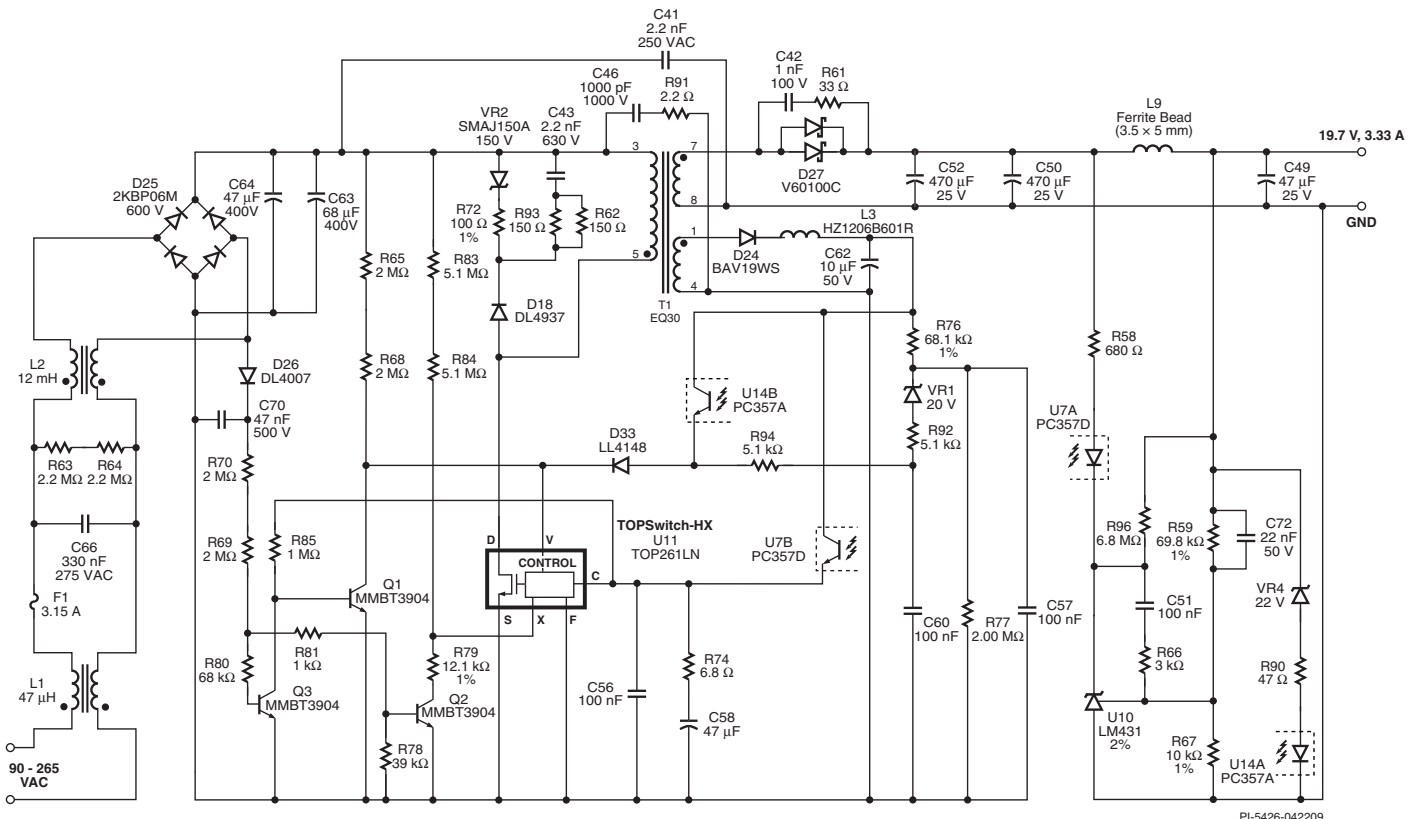 C41
2.2 nF
250 VAC
C46
1000 pF
1000 V
R91
2.2 Ω
C42
1 nF
100 V
R61
33 Ω
VR2
SMAJ150A
150 V
C43
2.2 nF
630 V
L9
Ferrite Bead
(3.5 × 5 mm)
19.7 V, 3.33 A
3
7
D27
V60100C
D25
2KBP06M
600 V
C64
47 µF
400V
C63
68 µF
400V
C52
470 µF
25 V
C50
470 µF
25 V
C49
47 µF
25 V
R72
100 Ω
1%
R93
150 Ω
R62
150 Ω
8
GND
L3
HZ1206B601R
1
5
D24
BAV19WS
C62
10 µF
50 V
R65
2 MΩ
R83
5.1 MΩ
4
T1
EQ30
D18
DL4937
R76
68.1 kΩ
1%
R58
680 Ω
L2
12 mH
D26
DL4007
R68
2 MΩ
R84
5.1 MΩ
U14B
PC357A
VR1
20 V
U7A
PC357D
C70
47 nF
500 V
D33
LL4148
R94
5.1 kΩ
R92
5.1 kΩ
R63
2.2 MΩ
R64
2.2 MΩ
R70
2 MΩ
C66
330 nF
275 VAC
R69
2 MΩ
R85
1 MΩ
TOPSwitch-HX
U11
TOP261LN
D
V
CONTROL
C
S
X
F
U7B
PC357D
R96
6.8 MΩ
R59
69.8 kΩ
1%
C72
22 nF
50 V
F1
3.15 A
Q1
MMBT3904
VR4
22 V
C51
100 nF
C60
100 nF
R77
2.00 MΩ
C57
100 nF
R81
1 kΩ
R80
68 kΩ
R79
12.1 kΩ
1%
R74
6.8 Ω
R66
3 kΩ
R90
47 Ω
L1
47 µH
Q3
MMBT3904
Q2
MMBT3904
C56
100 nF
C58
47 µF
U10
LM431
2%
R78
39 kΩ
R67
10 kΩ
1%
U14A
PC357A
90 - 265
VAC
PI-5426-042209